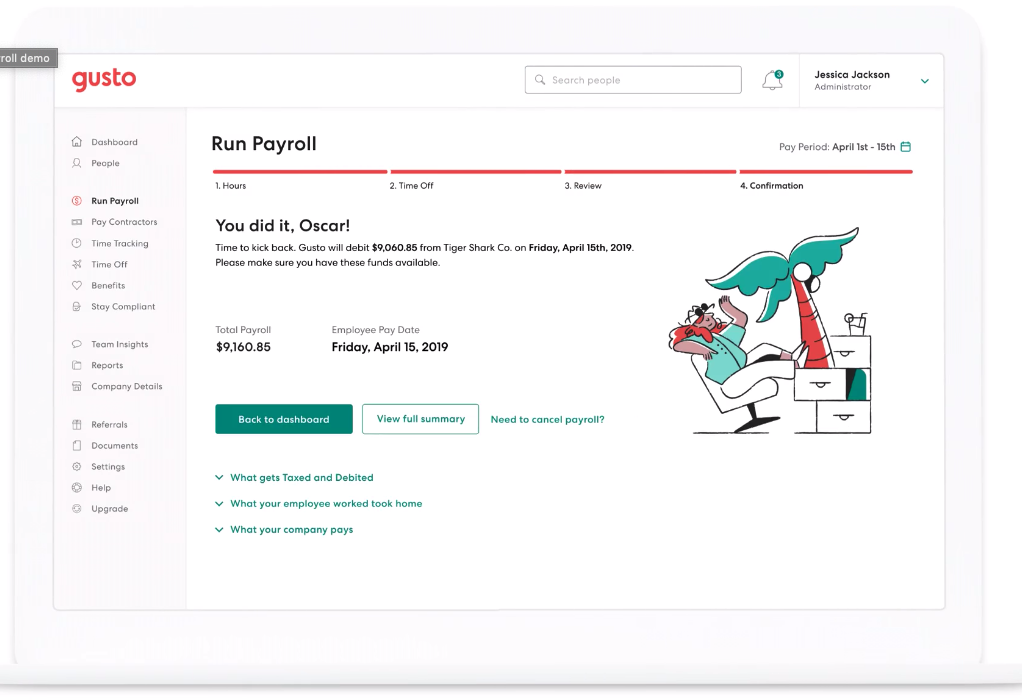 roll demo
gusto
Search people
3
Jessica Jackson
Administrator
Dashboard
People
Run Payroll
Pay Contractors
Time Tracking
Time Off
Benefits
Stay Compliant
Team Insights
Reports
Company Details
Referrals
Documents
Settings
Help
Upgrade
Run Payroll
Pay Period: April 1st - 15th
1. Hours
2. Time Off
3. Review
4. Confirmation
You did it, Oscar!
Time to kick back. Gusto will debit $9,060.85 from Tiger Shark Co. on Friday, April 15th, 2019.
Please make sure you have these funds available.
Total Payroll
Employee Pay Date
$9,160.85
Friday, April 15, 2019
Back to dashboard
View full summary
Need to cancel payroll?
What gets Taxed and Debited
What your employee worked took home
What your company pays